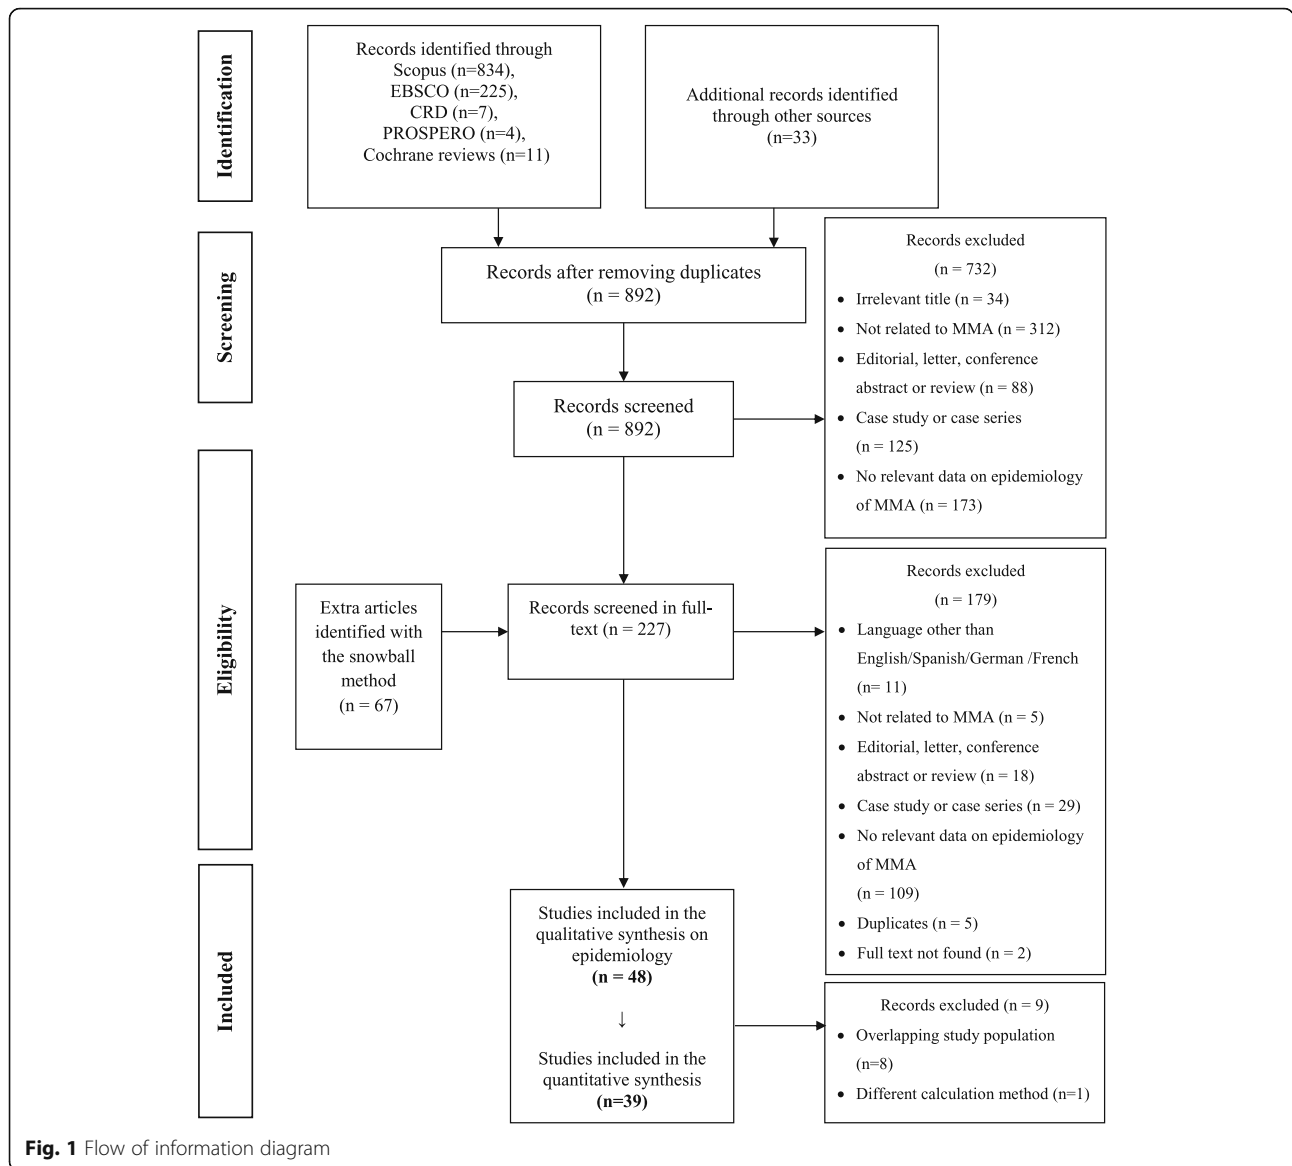 Identification
Records identified through
Scopus (n=834),
EBSCO (n=225),
CRD (n=7),
PROSPERO (n=4),
Cochrane reviews (n=11)
Additional records identified
through other sources
(n=33)
Screening
Records after removing duplicates
(n = 892)
Records screened
(n = 892)
Records excluded
(n = 732)
• Irrelevant title (n = 34)
• Not related to MMA (n = 312)
• Editorial, letter, conference
abstract or review (n = 88)
• Case study or case series
(n = 125)
• No relevant data on epidemiology
of MMA (n = 173)
Eligibility
Extra articles
identified with
the snowball
method
(n = 67)
Records screened in full-
text (n = 227)
Records excluded
(n = 179)
• Language other than
English/Spanish/German /French
(n= 11)
• Not related to MMA (n = 5)
• Editorial, letter, conference
abstract or review (n = 18)
• Case study or case series (n = 29)
• No relevant data on epidemiology
of MMA
(n = 109)
• Duplicates (n = 5)
• Full text not found (n = 2)
Included
Studies included in the
qualitative synthesis on
epidemiology
(n = 48)
↓
Studies included in the
quantitative synthesis
(n=39)
Records excluded (n = 9)
• Overlapping study population
(n=8)
• Different calculation method (n=1)
Fig. 1 Flow of information diagram